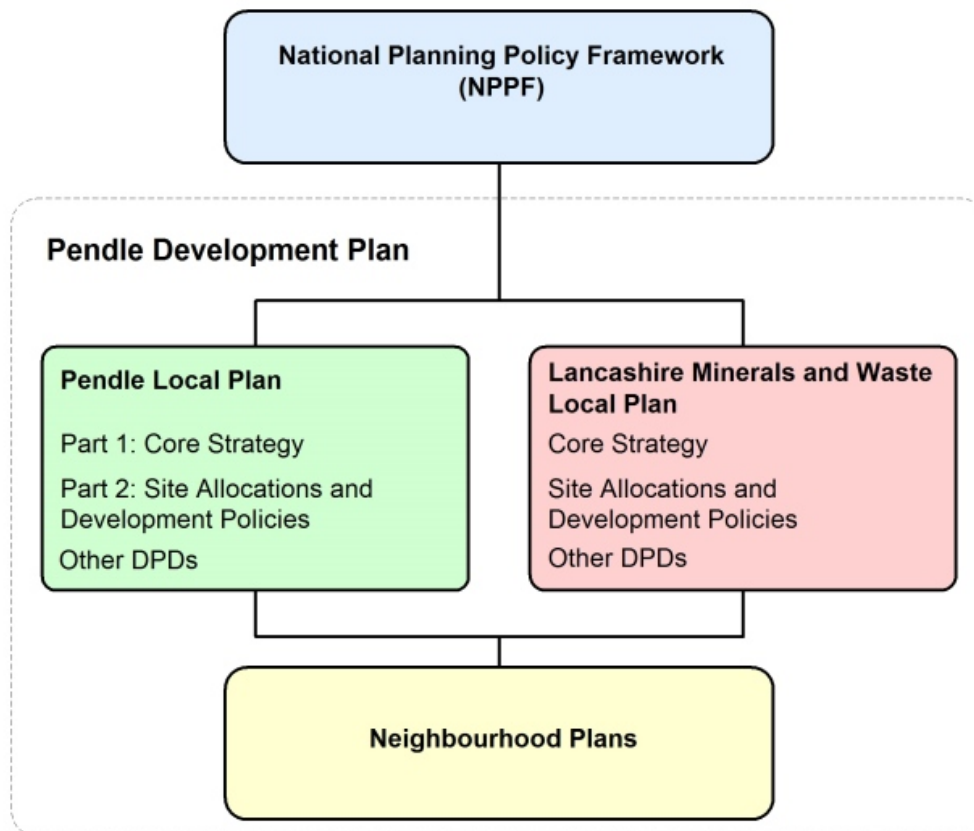 National Planning Policy Framework
(NPPF)
Pendle Development Plan
Pendle Local Plan
Part 1: Core Strategy
Part 2: Site Allocations and
Development Policies
Other DPDs
Lancashire Minerals and Waste
Local Plan
Core Strategy
Site Allocations and
Development Policies
Other DPDs
Neighbourhood Plans